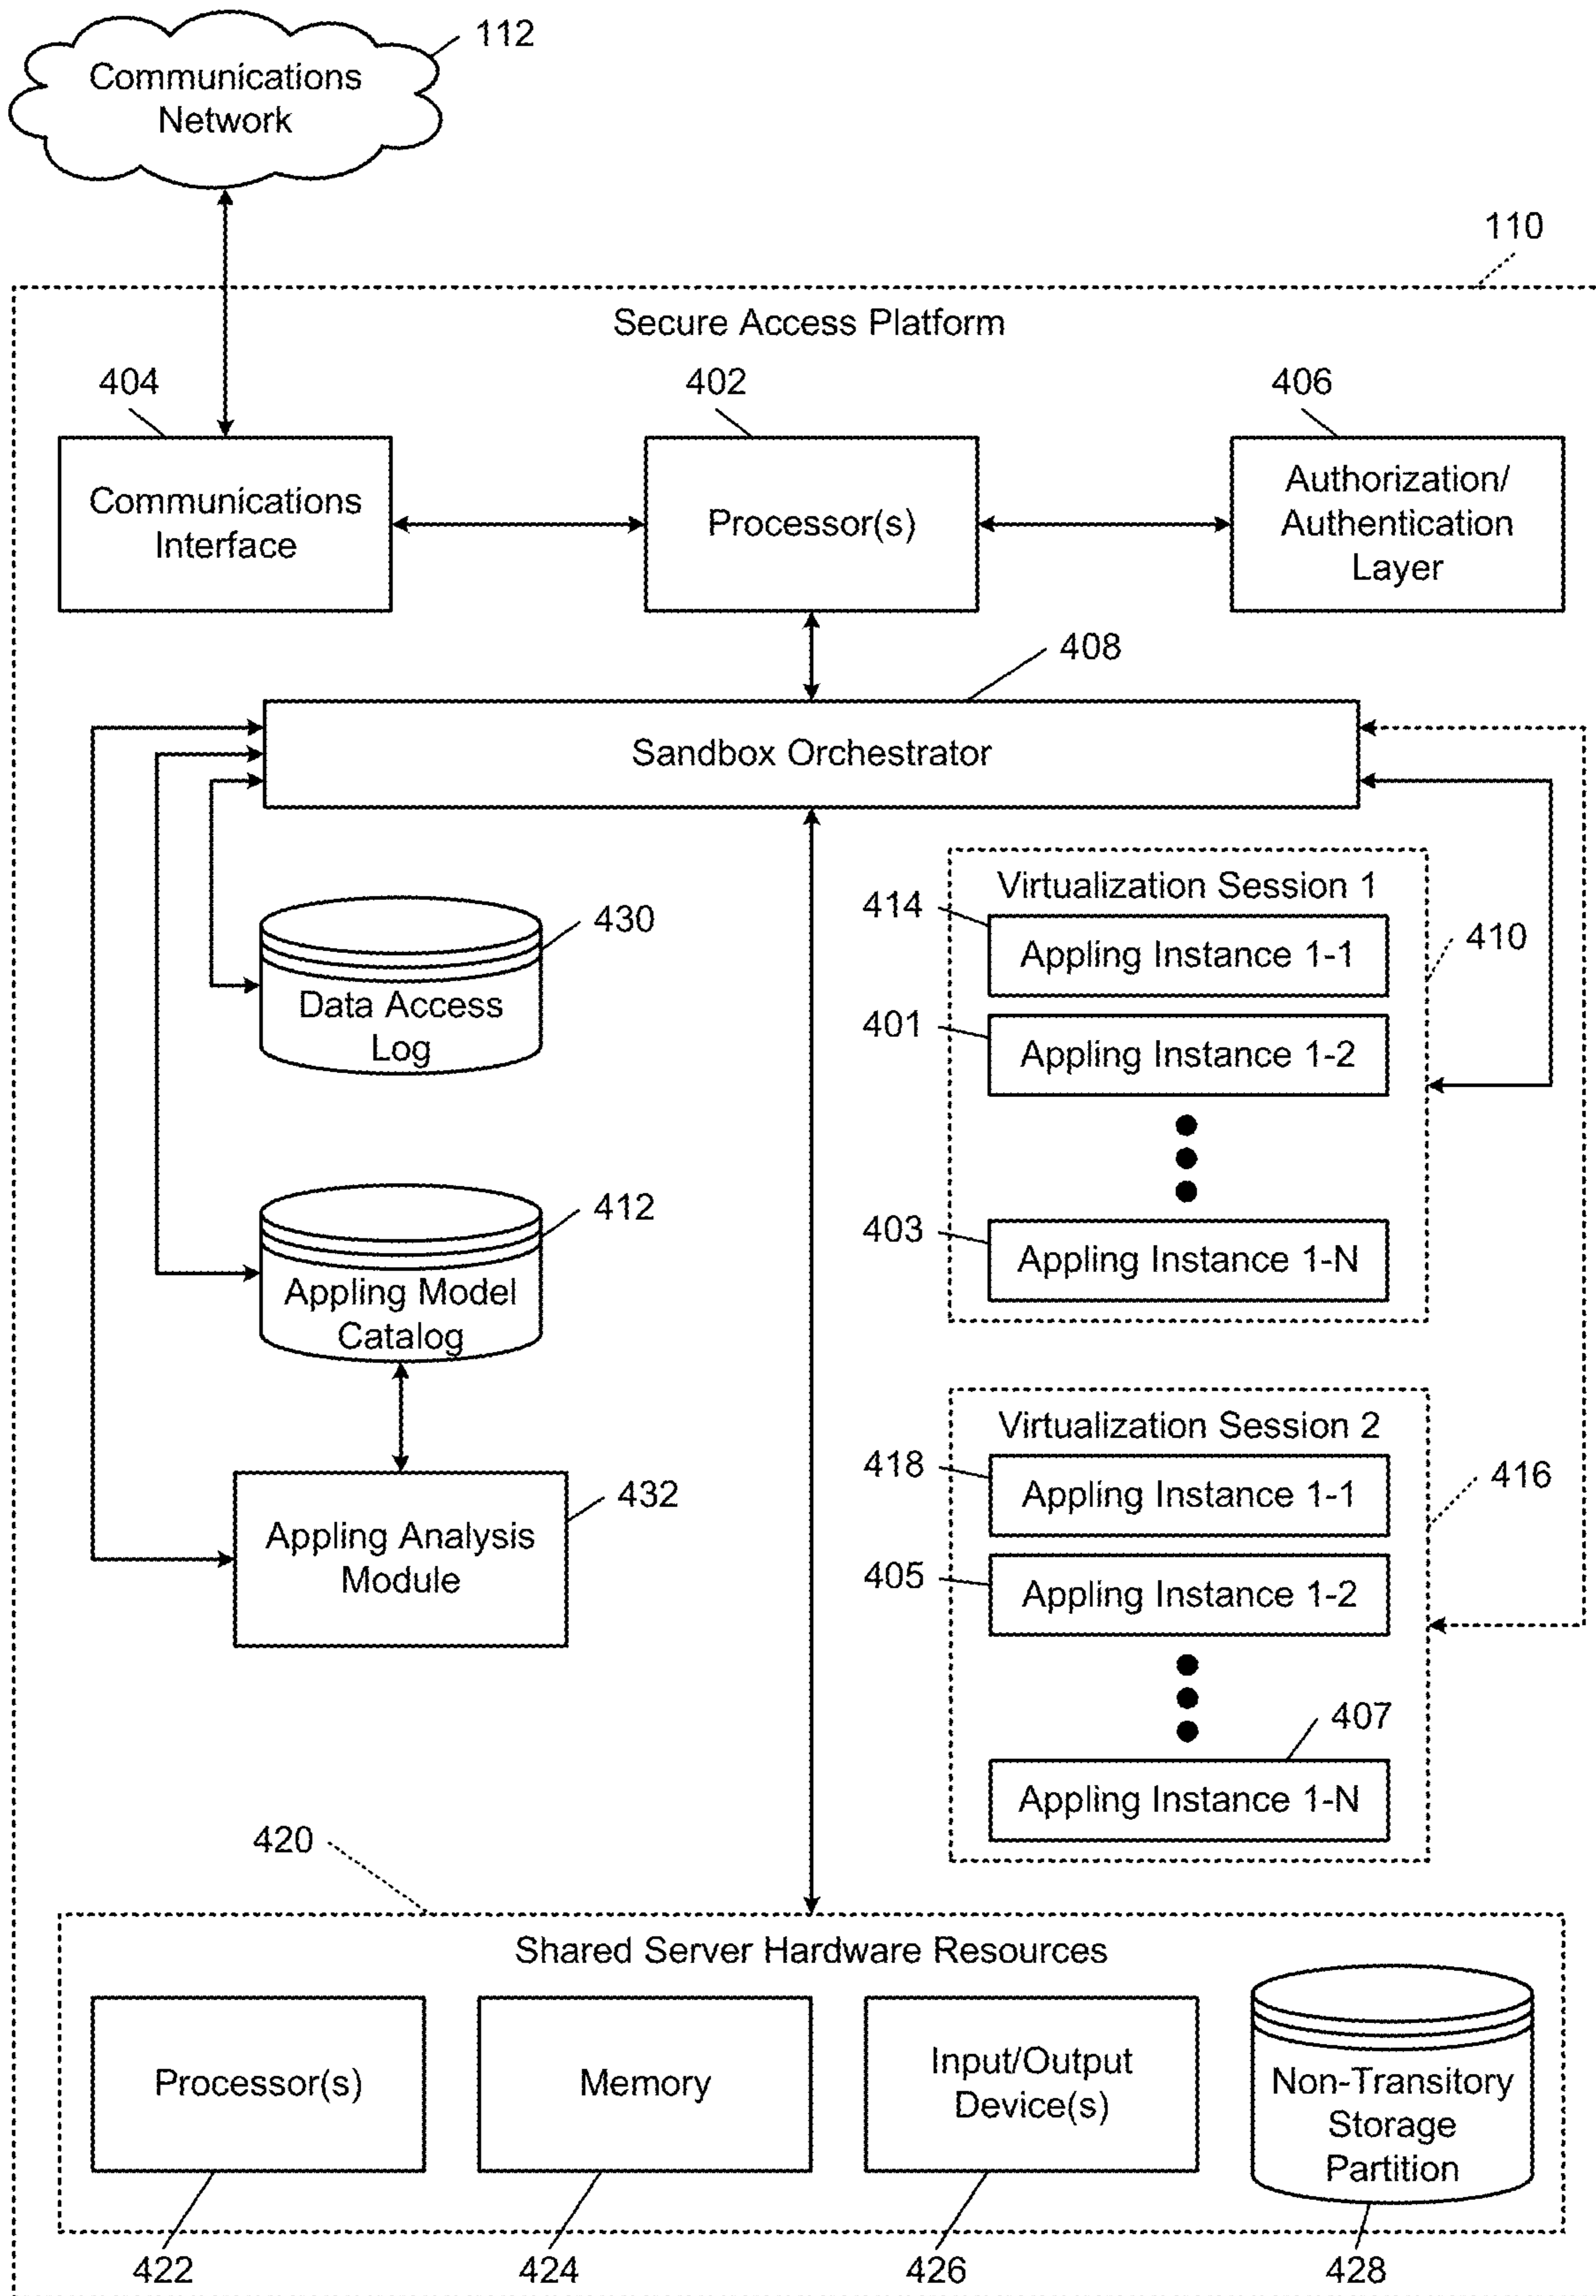 112
Communications
Network
110
Secure Access Platform
404
402
406
Communications
Interface
Processor(s)
Authorization/
Authentication
Layer
408
Sandbox Orchestrator
430
Data Access
Log
412
Appling Model
Catalog
432
Appling Analysis
Module
Virtualization Session 1
410
414
Appling Instance 1-1
401
Appling Instance 1-2
403
Appling Instance 1-N
Virtualization Session 2
416
418
Appling Instance 1-1
405
Appling Instance 1-2
407
Appling Instance 1-N
420
Shared Server Hardware Resources
Processor(s)
Memory
Input/Output
Device(s)
Non-Transitory
Storage
Partition
422
424
426
428